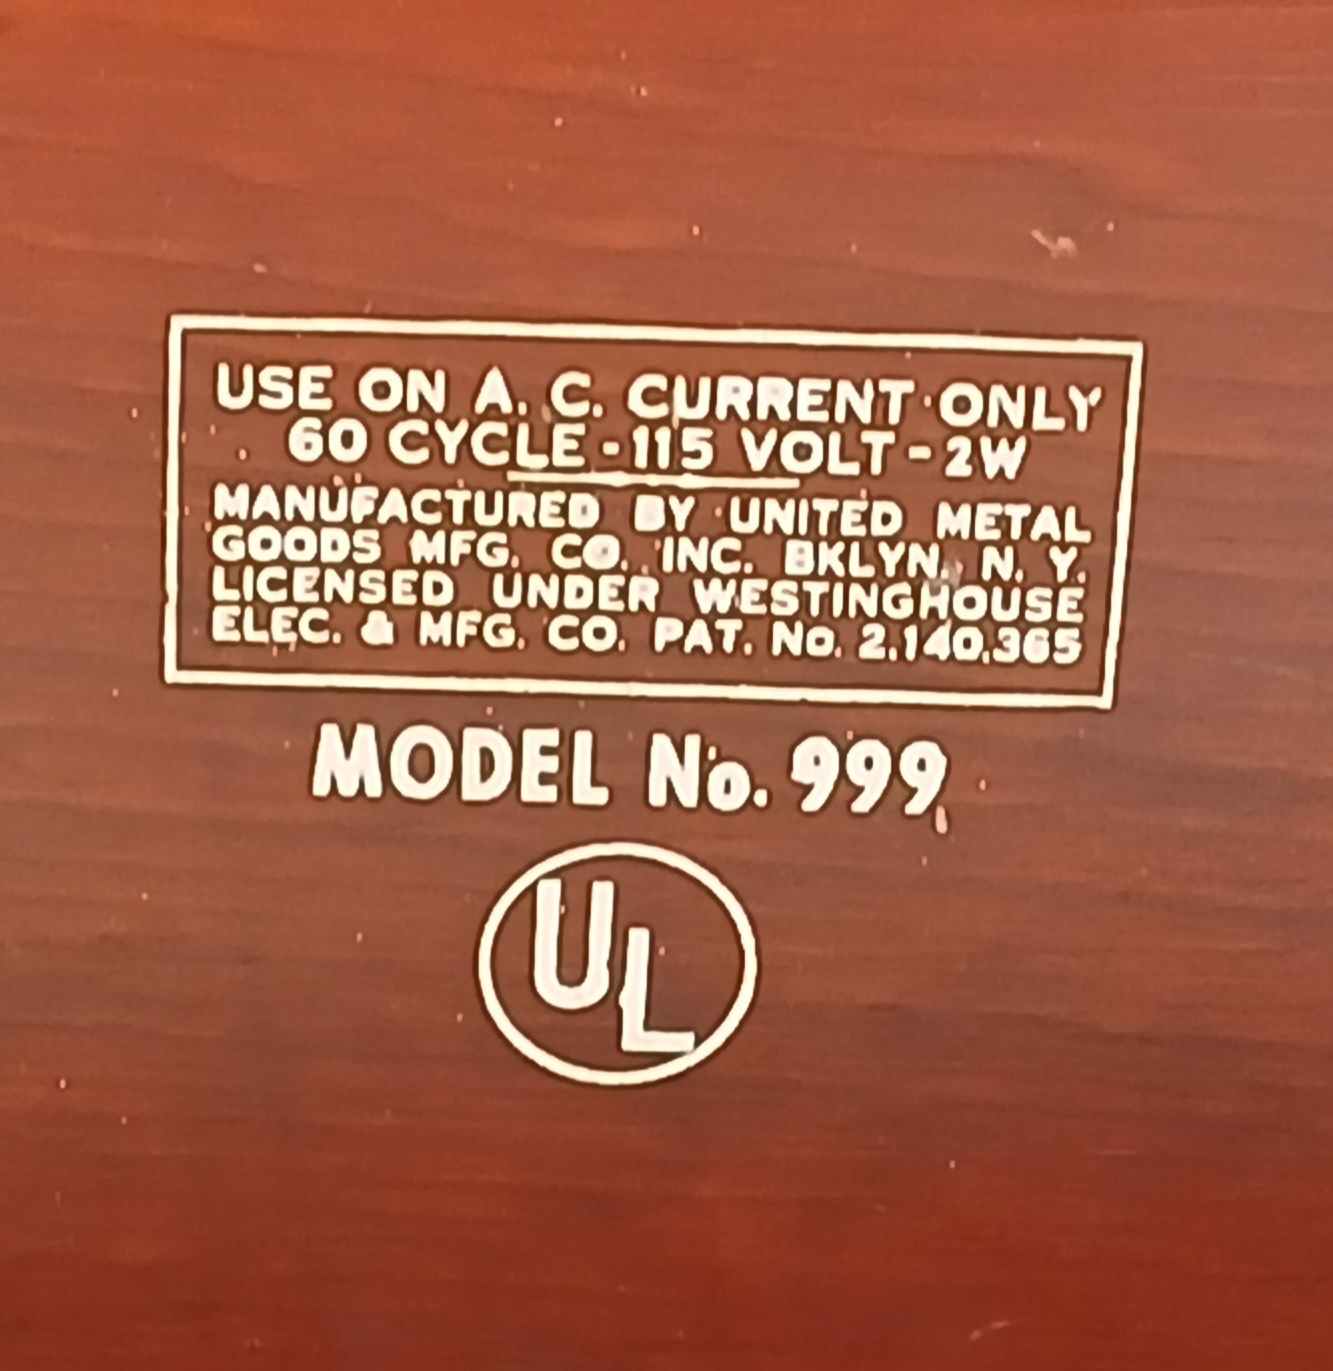 USE ON A. C. CURRENT ONLY
60 CYCLE - 115 VOLT - 2W
MANUFACTURED BY UNITED METAL
GOODS MFG. CO. INC. BKLYN, N. Y.
LICENSED UNDER WESTINGHOUSE
ELEC. & MFG. CO. PAT. No. 2,140,365
MODEL No. 999
UL